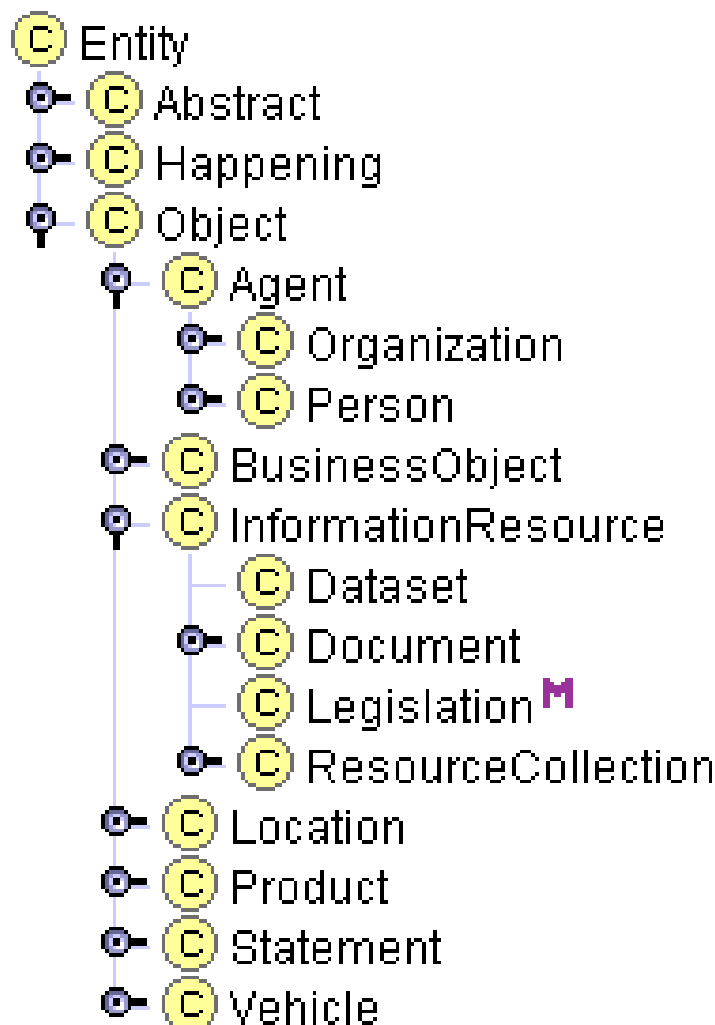 C Entity
C Abstract
C Happening
C Object
C Agent
C Organization
C Person
C BusinessObject
C InformationResource
C Dataset
C Document
C Legislation M
C ResourceCollection
C Location
C Product
C Statement
C Vehicle